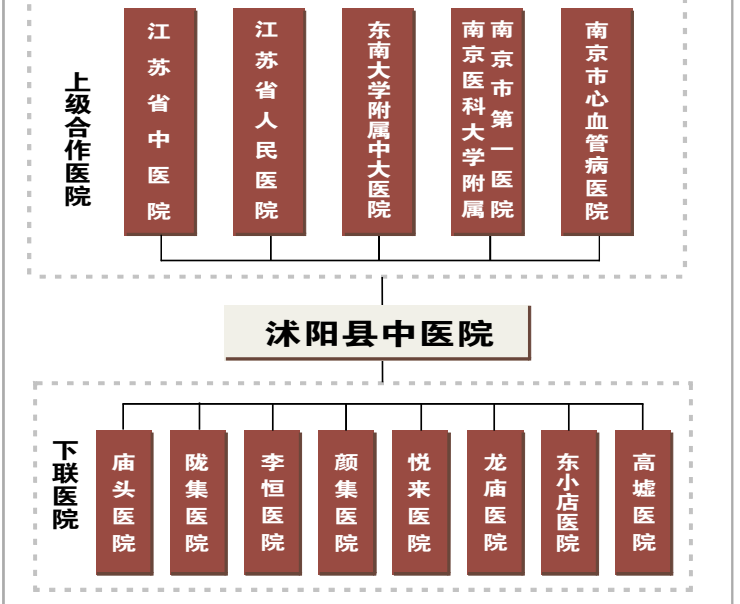 上级合作医院
江苏省中医院
江苏省人民医院
东南大学附属中大医院
南京医科大学附属
南京市第一医院
南京市心血管病医院
沭阳县中医院
下联医院
庙头医院
陇集医院
李恒医院
颜集医院
悦来医院
龙庙医院
东小店医院
高墟医院